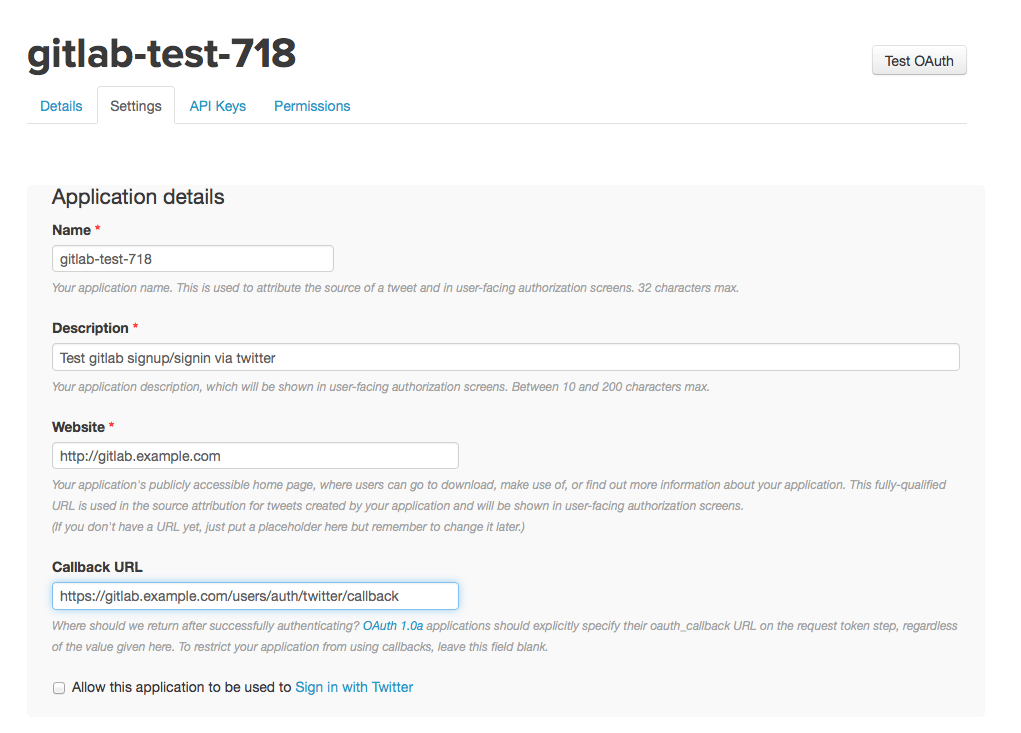 gitlab-test-718
Test OAuth
Details Settings API Keys Permissions
Application details
Name *
gitlab-test-718
Your application name. This is used to attribute the source of a tweet and in user-facing authorization screens. 32 characters max.
Description *
Test gitlab signup/signin via twitter
Your application description, which will be shown in user-facing authorization screens. Between 10 and 200 characters max.
Website *
http://gitlab.example.com
Your application's publicly accessible home page, where users can go to download, make use of, or find out more information about your application. This fully-qualified
URL is used in the source attribution for tweets created by your application and will be shown in user-facing authorization screens.
(If you don't have a URL yet, just put a placeholder here but remember to change it later.)
Callback URL
https://gitlab.example.com/users/auth/twitter/callback
Where should we return after successfully authenticating? OAuth 1.0a applications should explicitly specify their oauth_callback URL on the request token step, regardless
of the value given here. To restrict your application from using callbacks, leave this field blank.
Allow this application to be used to Sign in with Twitter